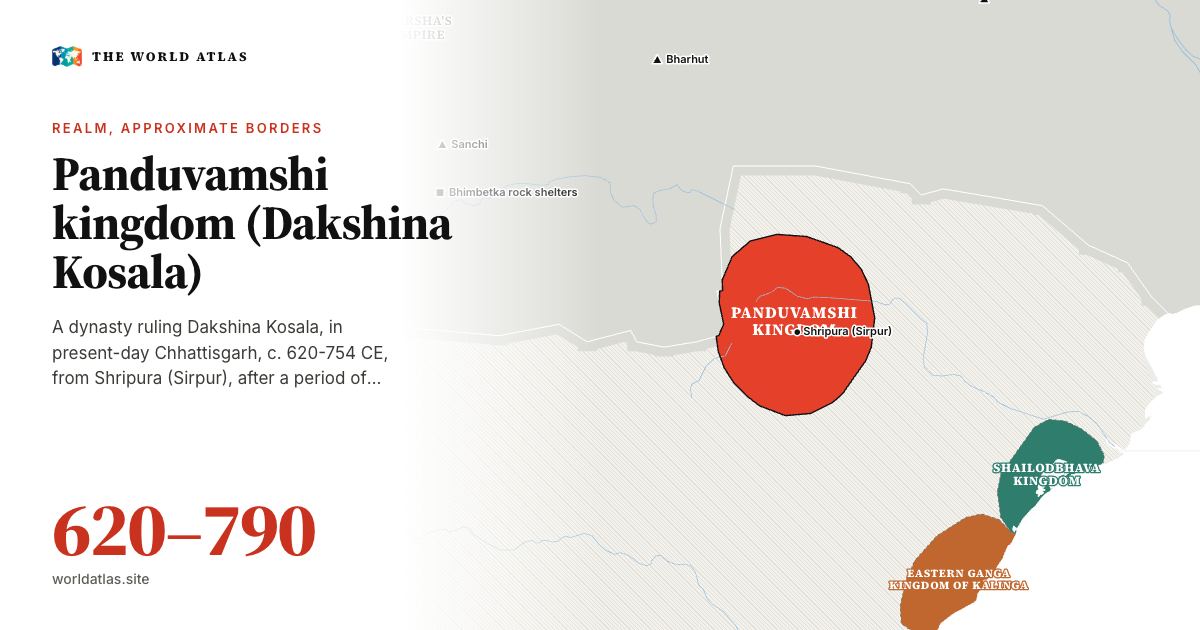 THE WORLD ATLAS
REALM, APPROXIMATE BORDERS
Panduvamshi
kingdom (Dakshina
Kosala)
A dynasty ruling Dakshina Kosala, in
present-day Chhattisgarh, c. 620-754 CE,
from Shripura (Sirpur), after a period of...
620–790
worldatlas.site
Bharhut
Sanchi
Bhimbetka rock shelters
PANDUVAMSHI
Shripura (Sirpur)
SHAILODBHAVA
KINGDOM
EASTERN GANGA
KINGDOM OF KALINGA